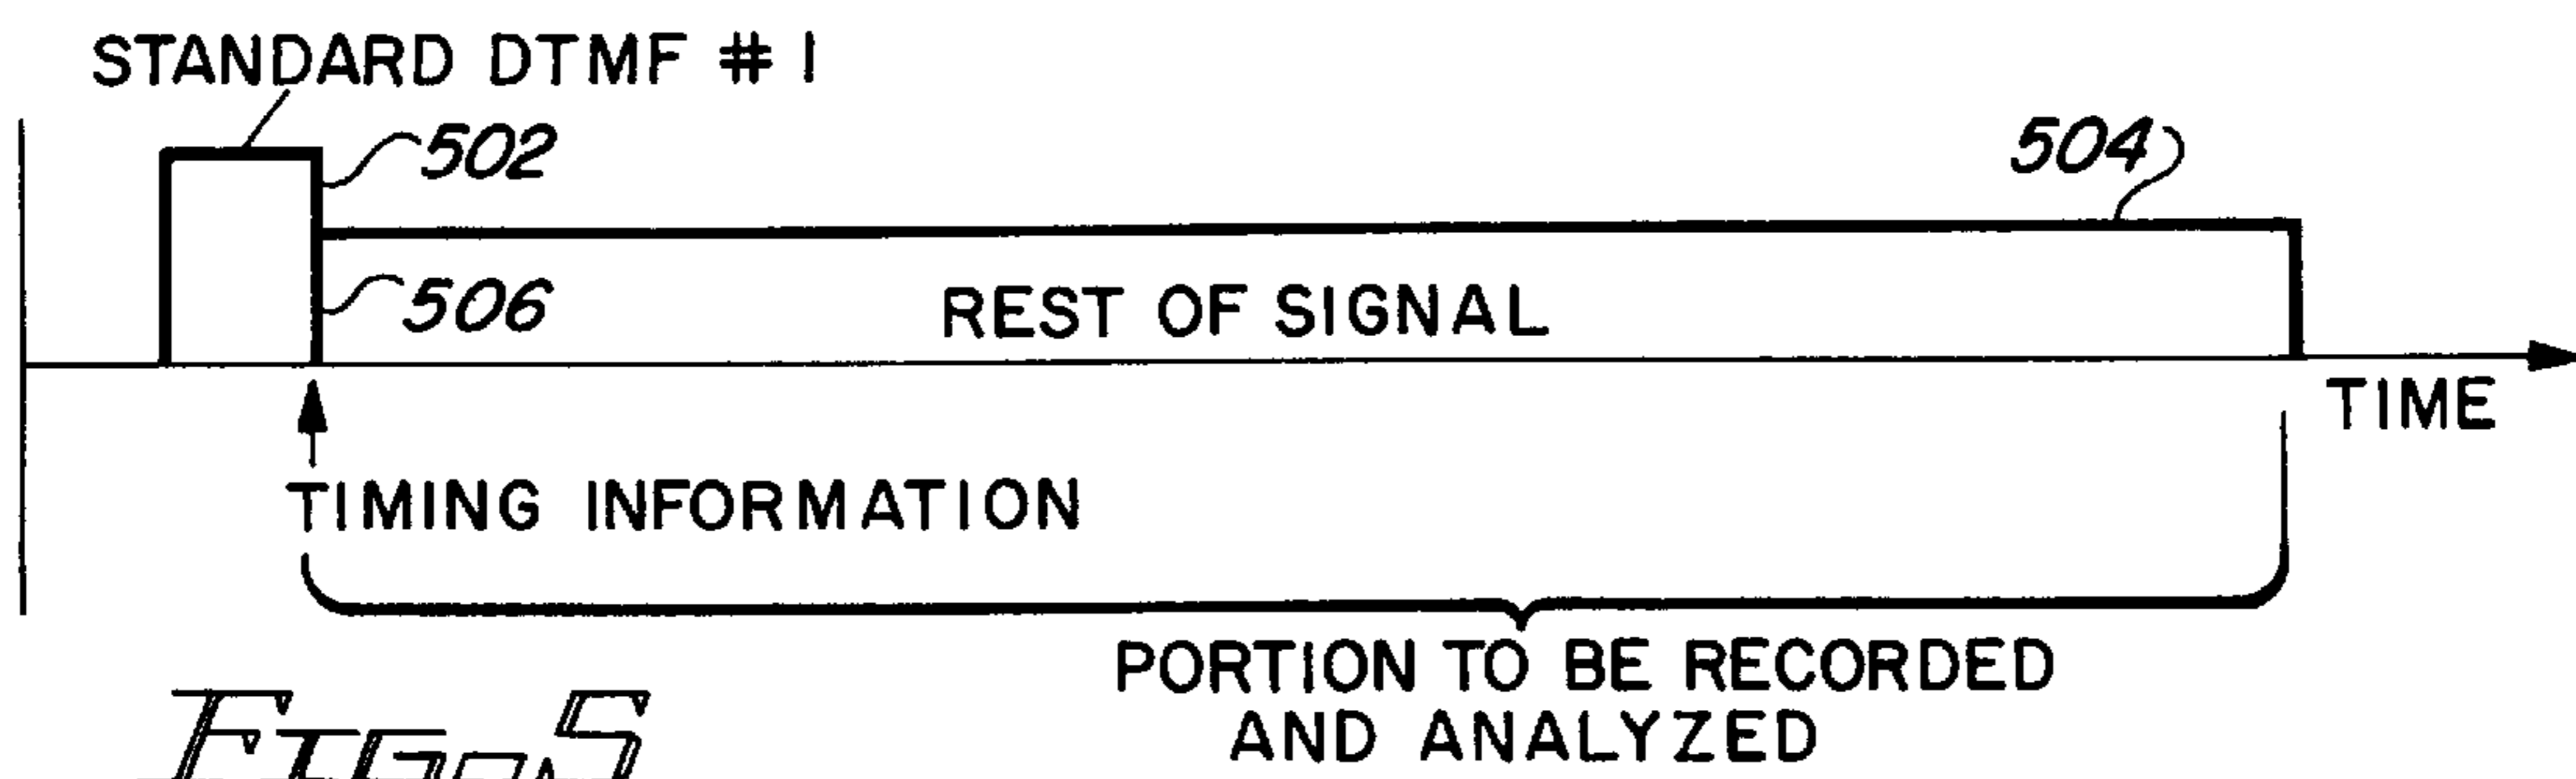 STANDARD DTMF # 1
502
504
506
REST OF SIGNAL
TIME
TIMING INFORMATION
PORTION TO BE RECORDED
AND ANALYZED
FIG. 5